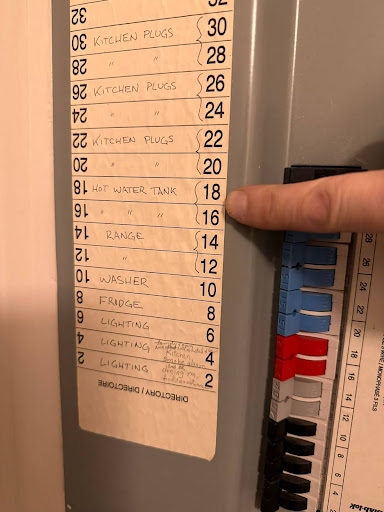 32 32
30 KITCHEN PLUGS 30
28 " " 28
26 KITCHEN PLUGS 26
24 " " 24
22 KITCHEN PLUGS 22
20 " " 20
18 HOT WATER TANK 18
16 " " " 16
14 RANGE 14
12 " 12
10 WASHER 10
8 FRIDGE 8
6 LIGHTING 6
4 LIGHTING Kitchen, 4
2 LIGHTING 2
DIRECTORY / DIRECTOIRE
28
26
24
22
20
18
16
14
12
10
8
6
4
2